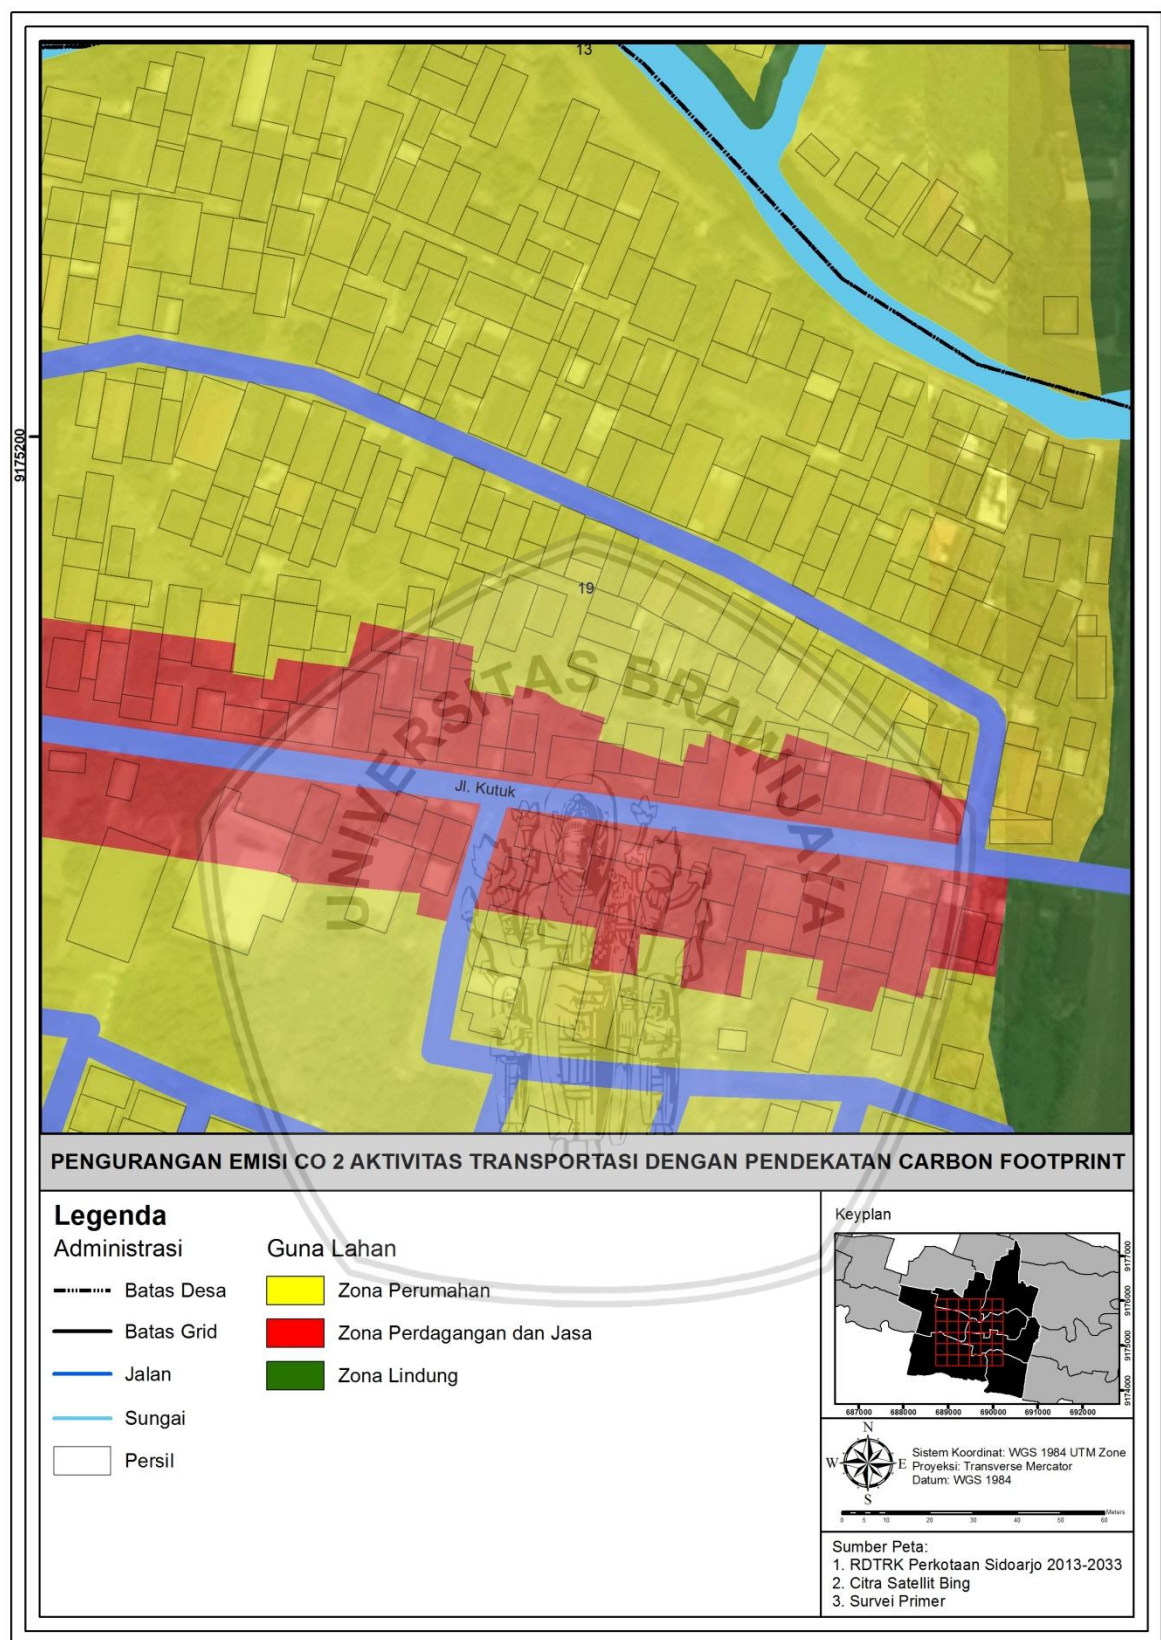 13
9175200
19
UNIVERSITAS BRAWIJAYA
Jl. Kutuk
PENGURANGAN EMISI CO 2 AKTIVITAS TRANSPORTASI DENGAN PENDEKATAN CARBON FOOTPRINT
Legenda
Administrasi
Batas Desa
Batas Grid
Jalan
Sungai
Persil
Guna Lahan
Zona Perumahan
Zona Perdagangan dan Jasa
Zona Lindung
Keyplan
9177000
9176000
9175000
9174000
687000 688000 689000 690000 691000 692000
N
W E
S
Sistem Koordinat: WGS 1984 UTM Zone
Proyeksi: Transverse Mercator
Datum: WGS 1984
Meters
0 5 10 20 30 40 50 60
Sumber Peta:
1. RDTRK Perkotaan Sidoarjo 2013-2033
2. Citra Satellit Bing
3. Survei Primer